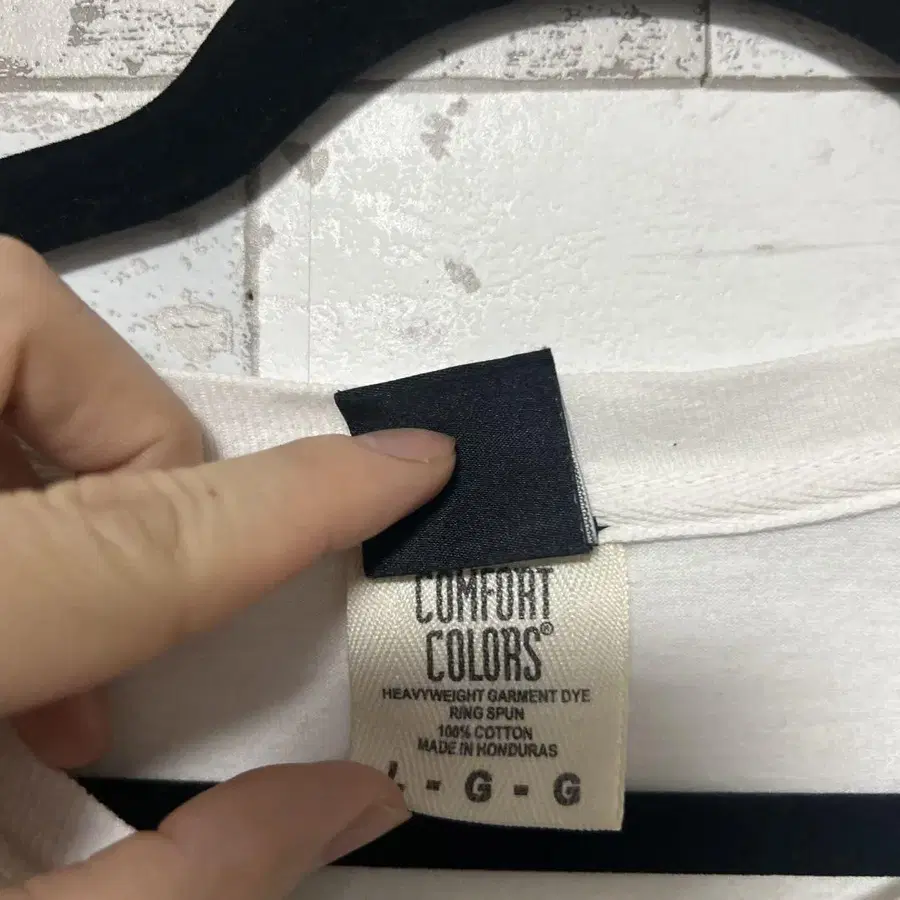 COMFORT
COLORS®
HEAVYWEIGHT GARMENT DYE
RING SPUN
100% COTTON
MADE IN HONDURAS
L - G - G